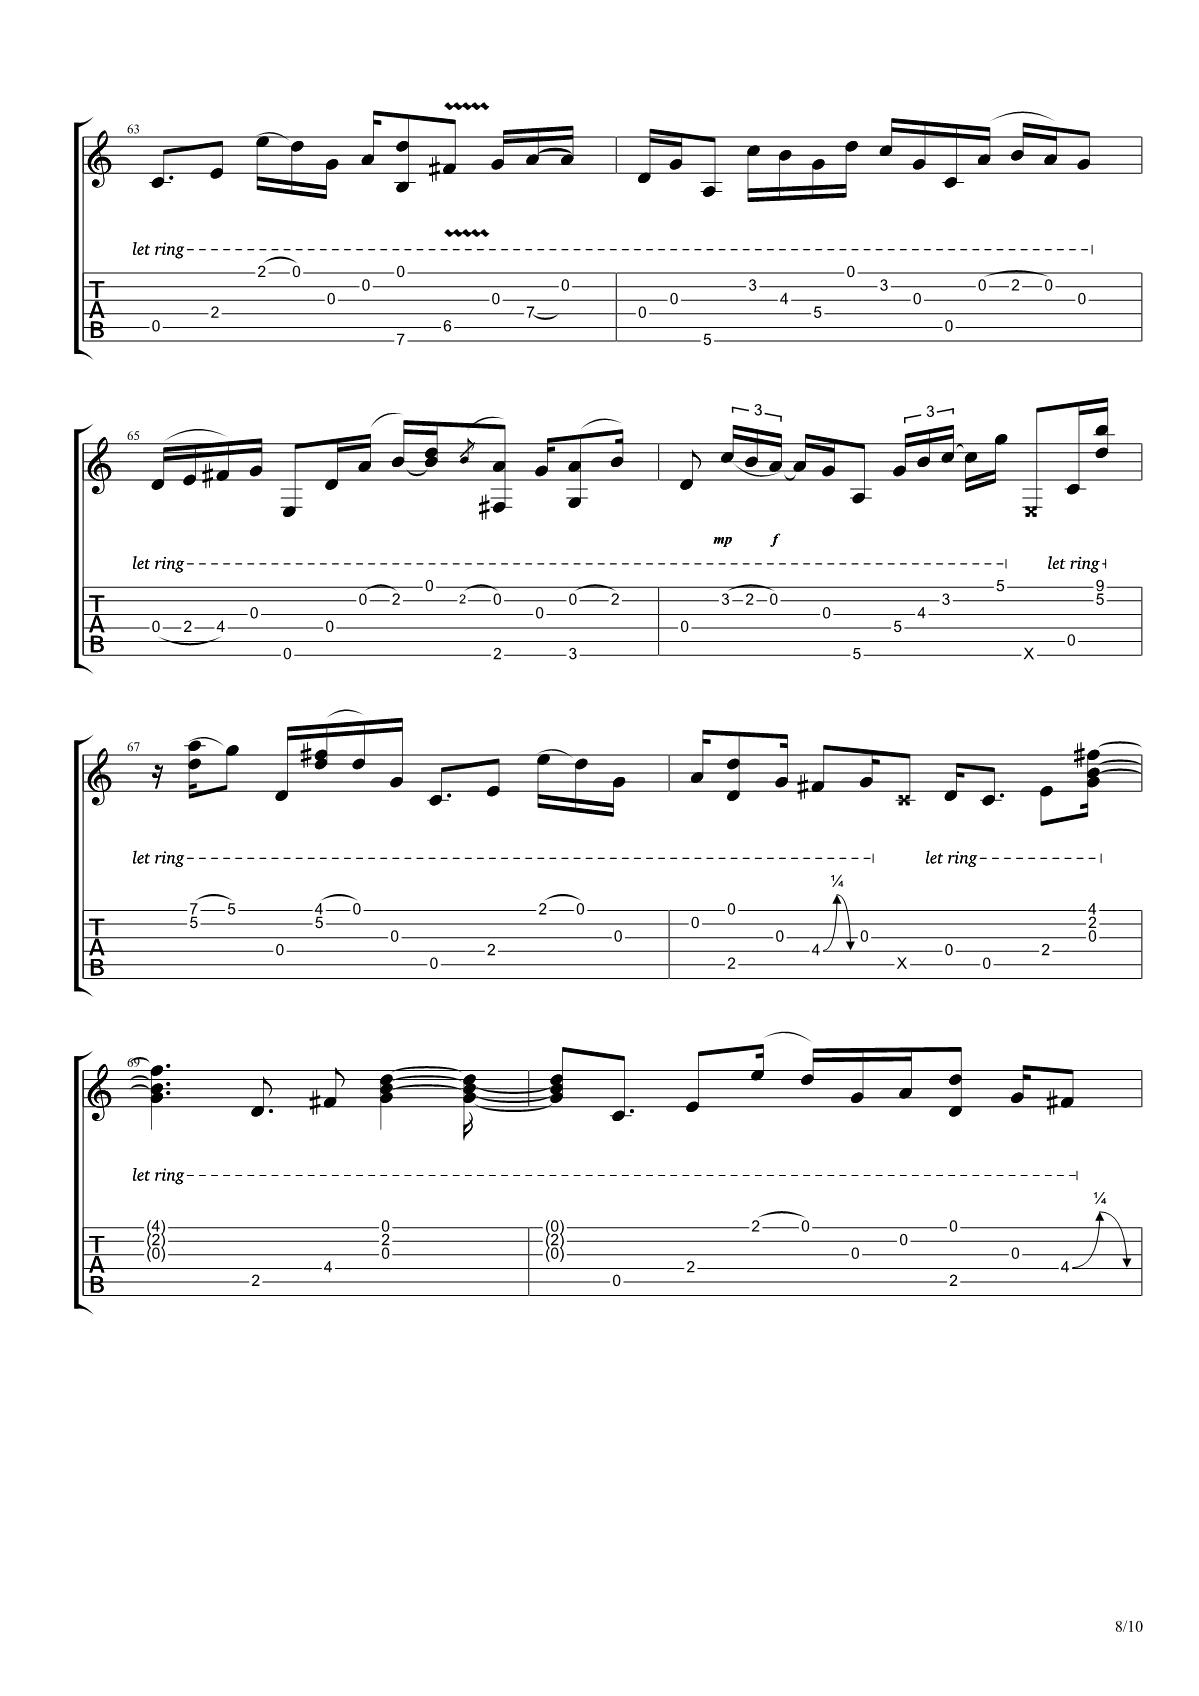 63
let ring
2 0 0 0
0 3 0 0 2 0
0 0 4 0 0
T 2 7 0 5
A 0 6 0
B 7 5
65
3 3
mp f
let ring let ring
0 5 9
0 2 2 0 0 2 3 2 0 3 5
T 0 0 0 4
A 0 2 4 0 0 5
B 0
0 2 3 5 X
67
let ring let ring
¼
7 5 4 0 2 0 0 4
5 5 0 2
T 0 0 0 0 0
A 0 2 4 0 2
B 0 2 X 0
69
let ring
¼
(4) 0 (0) 2 0 0
(2) 2 (2) 0
T (0) 0 (0) 0 0
A 4 2 4
B 2 0 2
8/10